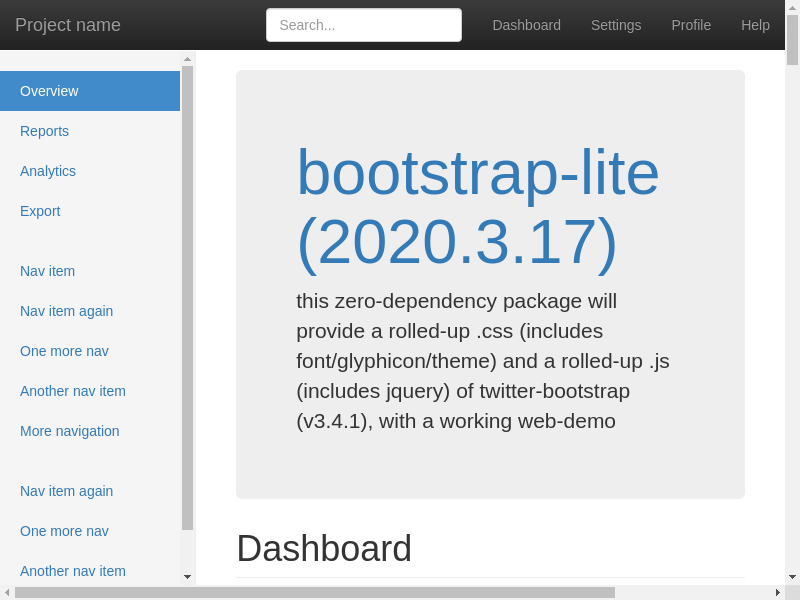 Project name
Search...
Dashboard
Settings
Profile
Help
Overview
Reports
Analytics
Export
Nav item
Nav item again
One more nav
Another nav item
More navigation
Nav item again
One more nav
Another nav item
bootstrap-lite
(2020.3.17)
this zero-dependency package will
provide a rolled-up .css (includes
font/glyphicon/theme) and a rolled-up .js
(includes jquery) of twitter-bootstrap
(v3.4.1), with a working web-demo
Dashboard